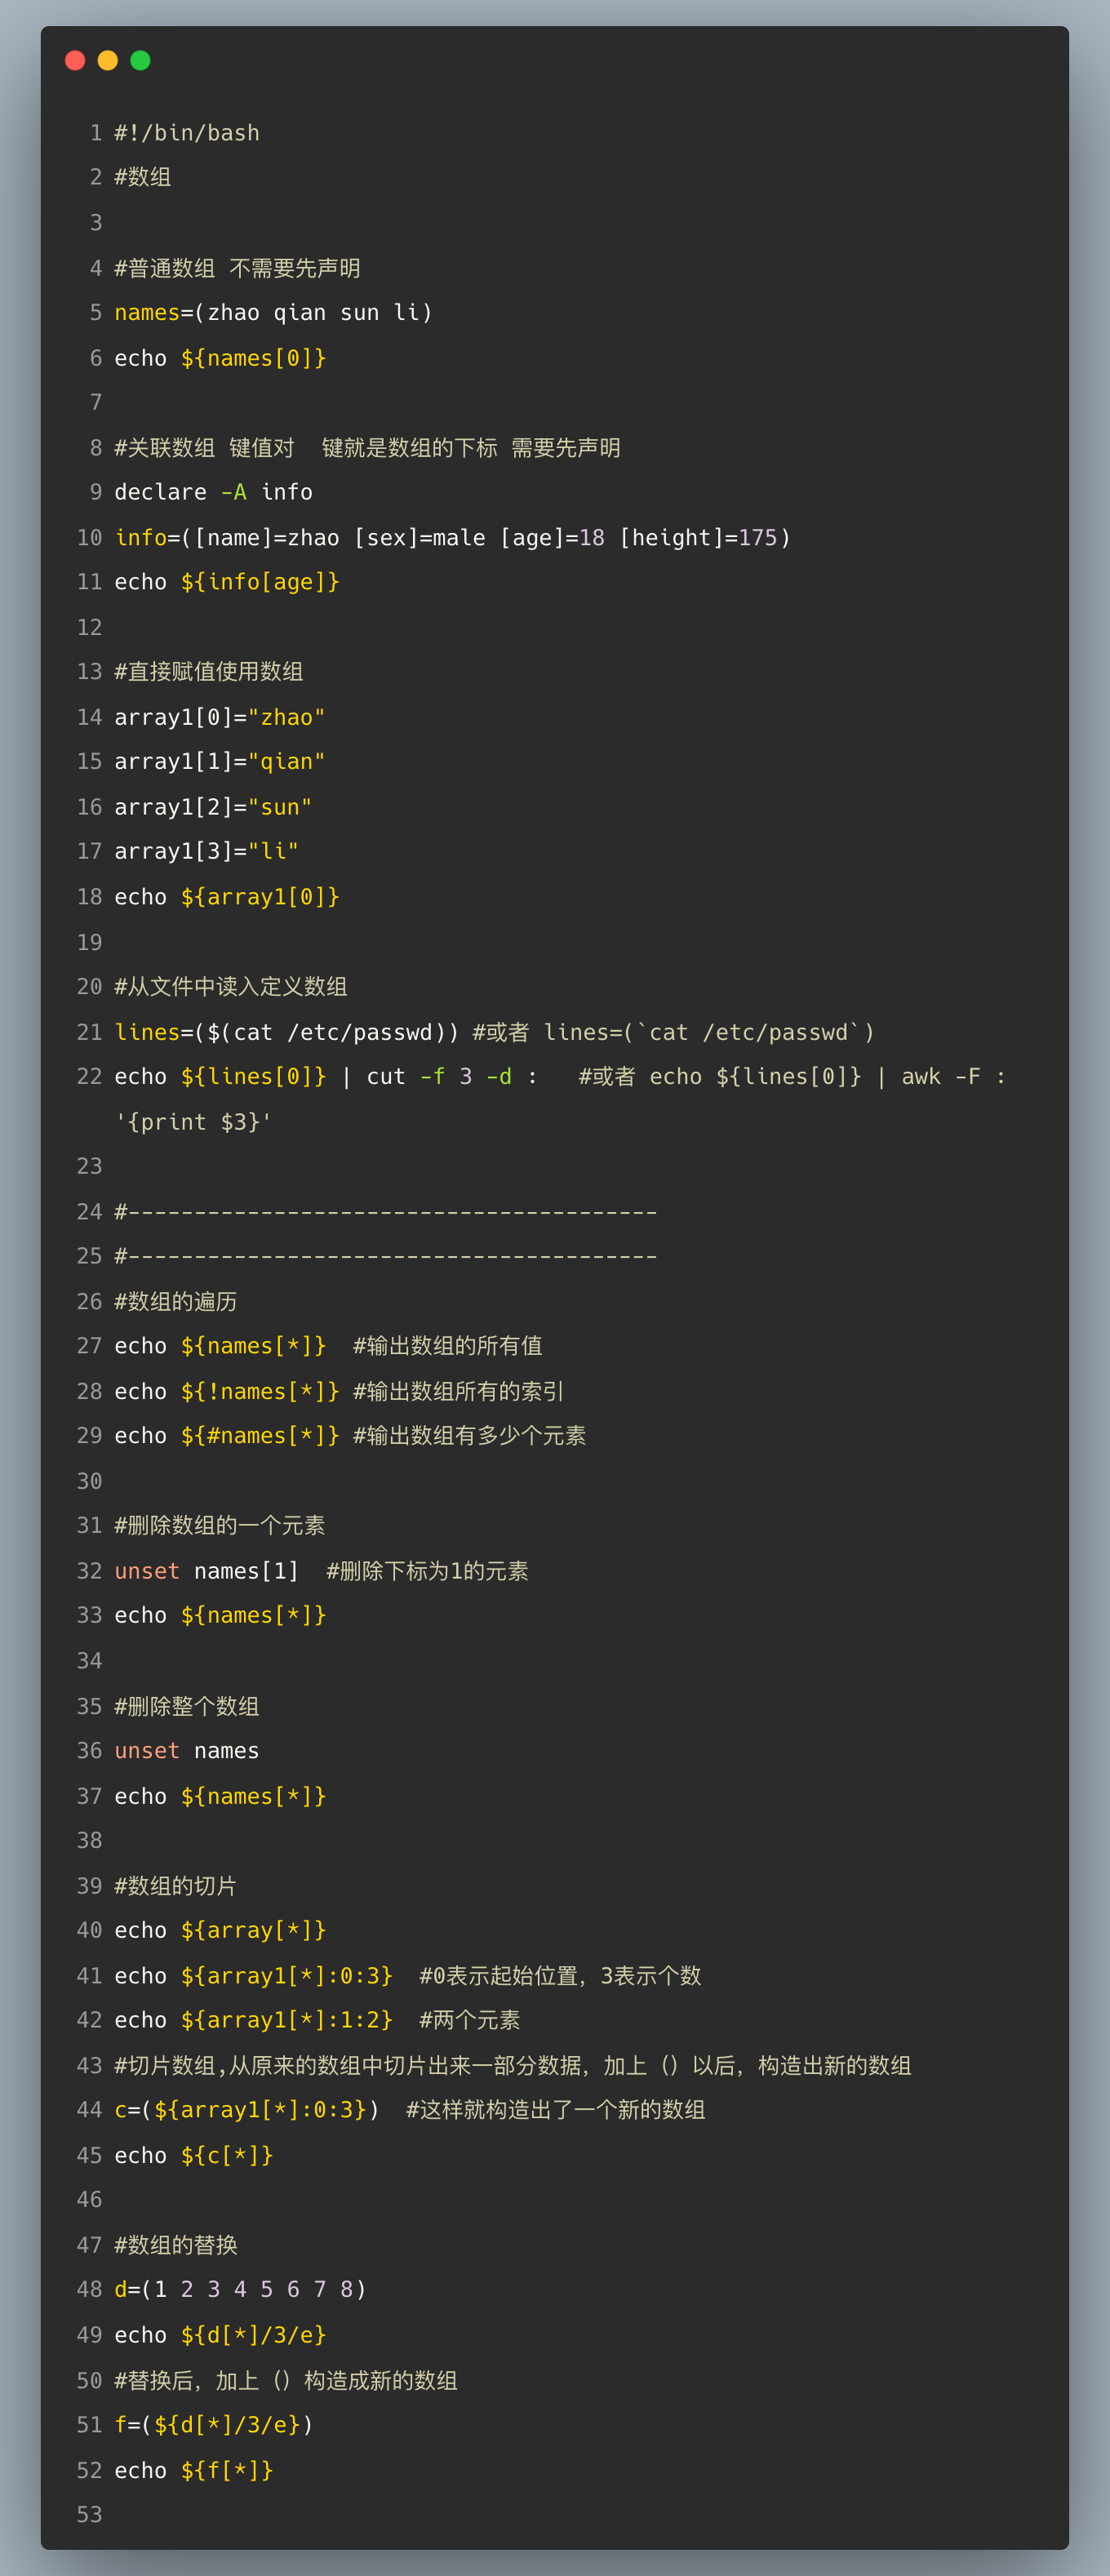 1 #!/bin/bash
2 #数组
3
4 #普通数组 不需要先声明
5 names=(zhao qian sun li)
6 echo ${names[0]}
7
8 #关联数组 键值对  键就是数组的下标 需要先声明
9 declare -A info
10 info=([name]=zhao [sex]=male [age]=18 [height]=175)
11 echo ${info[age]}
12
13 #直接赋值使用数组
14 array1[0]="zhao"
15 array1[1]="qian"
16 array1[2]="sun"
17 array1[3]="li"
18 echo ${array1[0]}
19
20 #从文件中读入定义数组
21 lines=($(cat /etc/passwd)) #或者 lines=(`cat /etc/passwd`)
22 echo ${lines[0]} | cut -f 3 -d :   #或者 echo ${lines[0]} | awk -F :
'{print $3}'
23
24 #----------------------------------------
25 #----------------------------------------
26 #数组的遍历
27 echo ${names[*]}  #输出数组的所有值
28 echo ${!names[*]} #输出数组所有的索引
29 echo ${#names[*]} #输出数组有多少个元素
30
31 #删除数组的一个元素
32 unset names[1]  #删除下标为1的元素
33 echo ${names[*]}
34
35 #删除整个数组
36 unset names
37 echo ${names[*]}
38
39 #数组的切片
40 echo ${array[*]}
41 echo ${array1[*]:0:3}  #0表示起始位置，3表示个数
42 echo ${array1[*]:1:2}  #两个元素
43 #切片数组,从原来的数组中切片出来一部分数据，加上（）以后，构造出新的数组
44 c=(${array1[*]:0:3})  #这样就构造出了一个新的数组
45 echo ${c[*]}
46
47 #数组的替换
48 d=(1 2 3 4 5 6 7 8)
49 echo ${d[*]/3/e}
50 #替换后，加上（）构造成新的数组
51 f=(${d[*]/3/e})
52 echo ${f[*]}
53